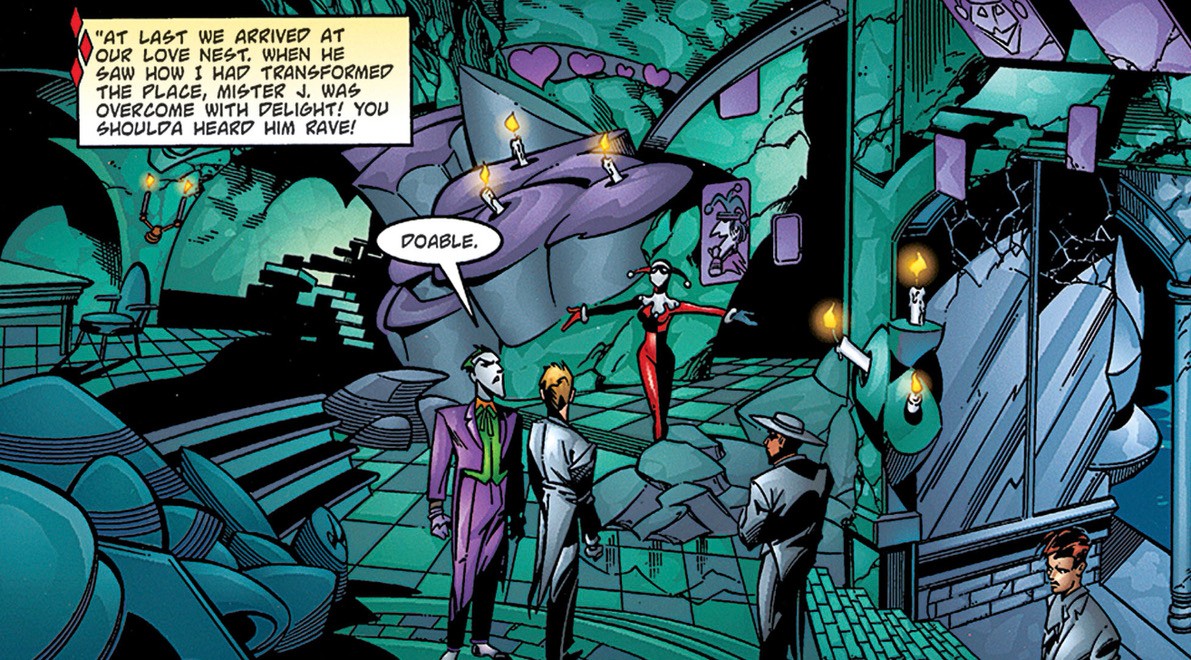 "AT LAST WE ARRIVED AT
OUR LOVE NEST. WHEN HE
SAW HOW I HAD TRANSFORMED
THE PLACE, MISTER J. WAS
OVERCOME WITH DELIGHT! YOU
SHOULDA HEARD HIM RAVE!
DOABLE.